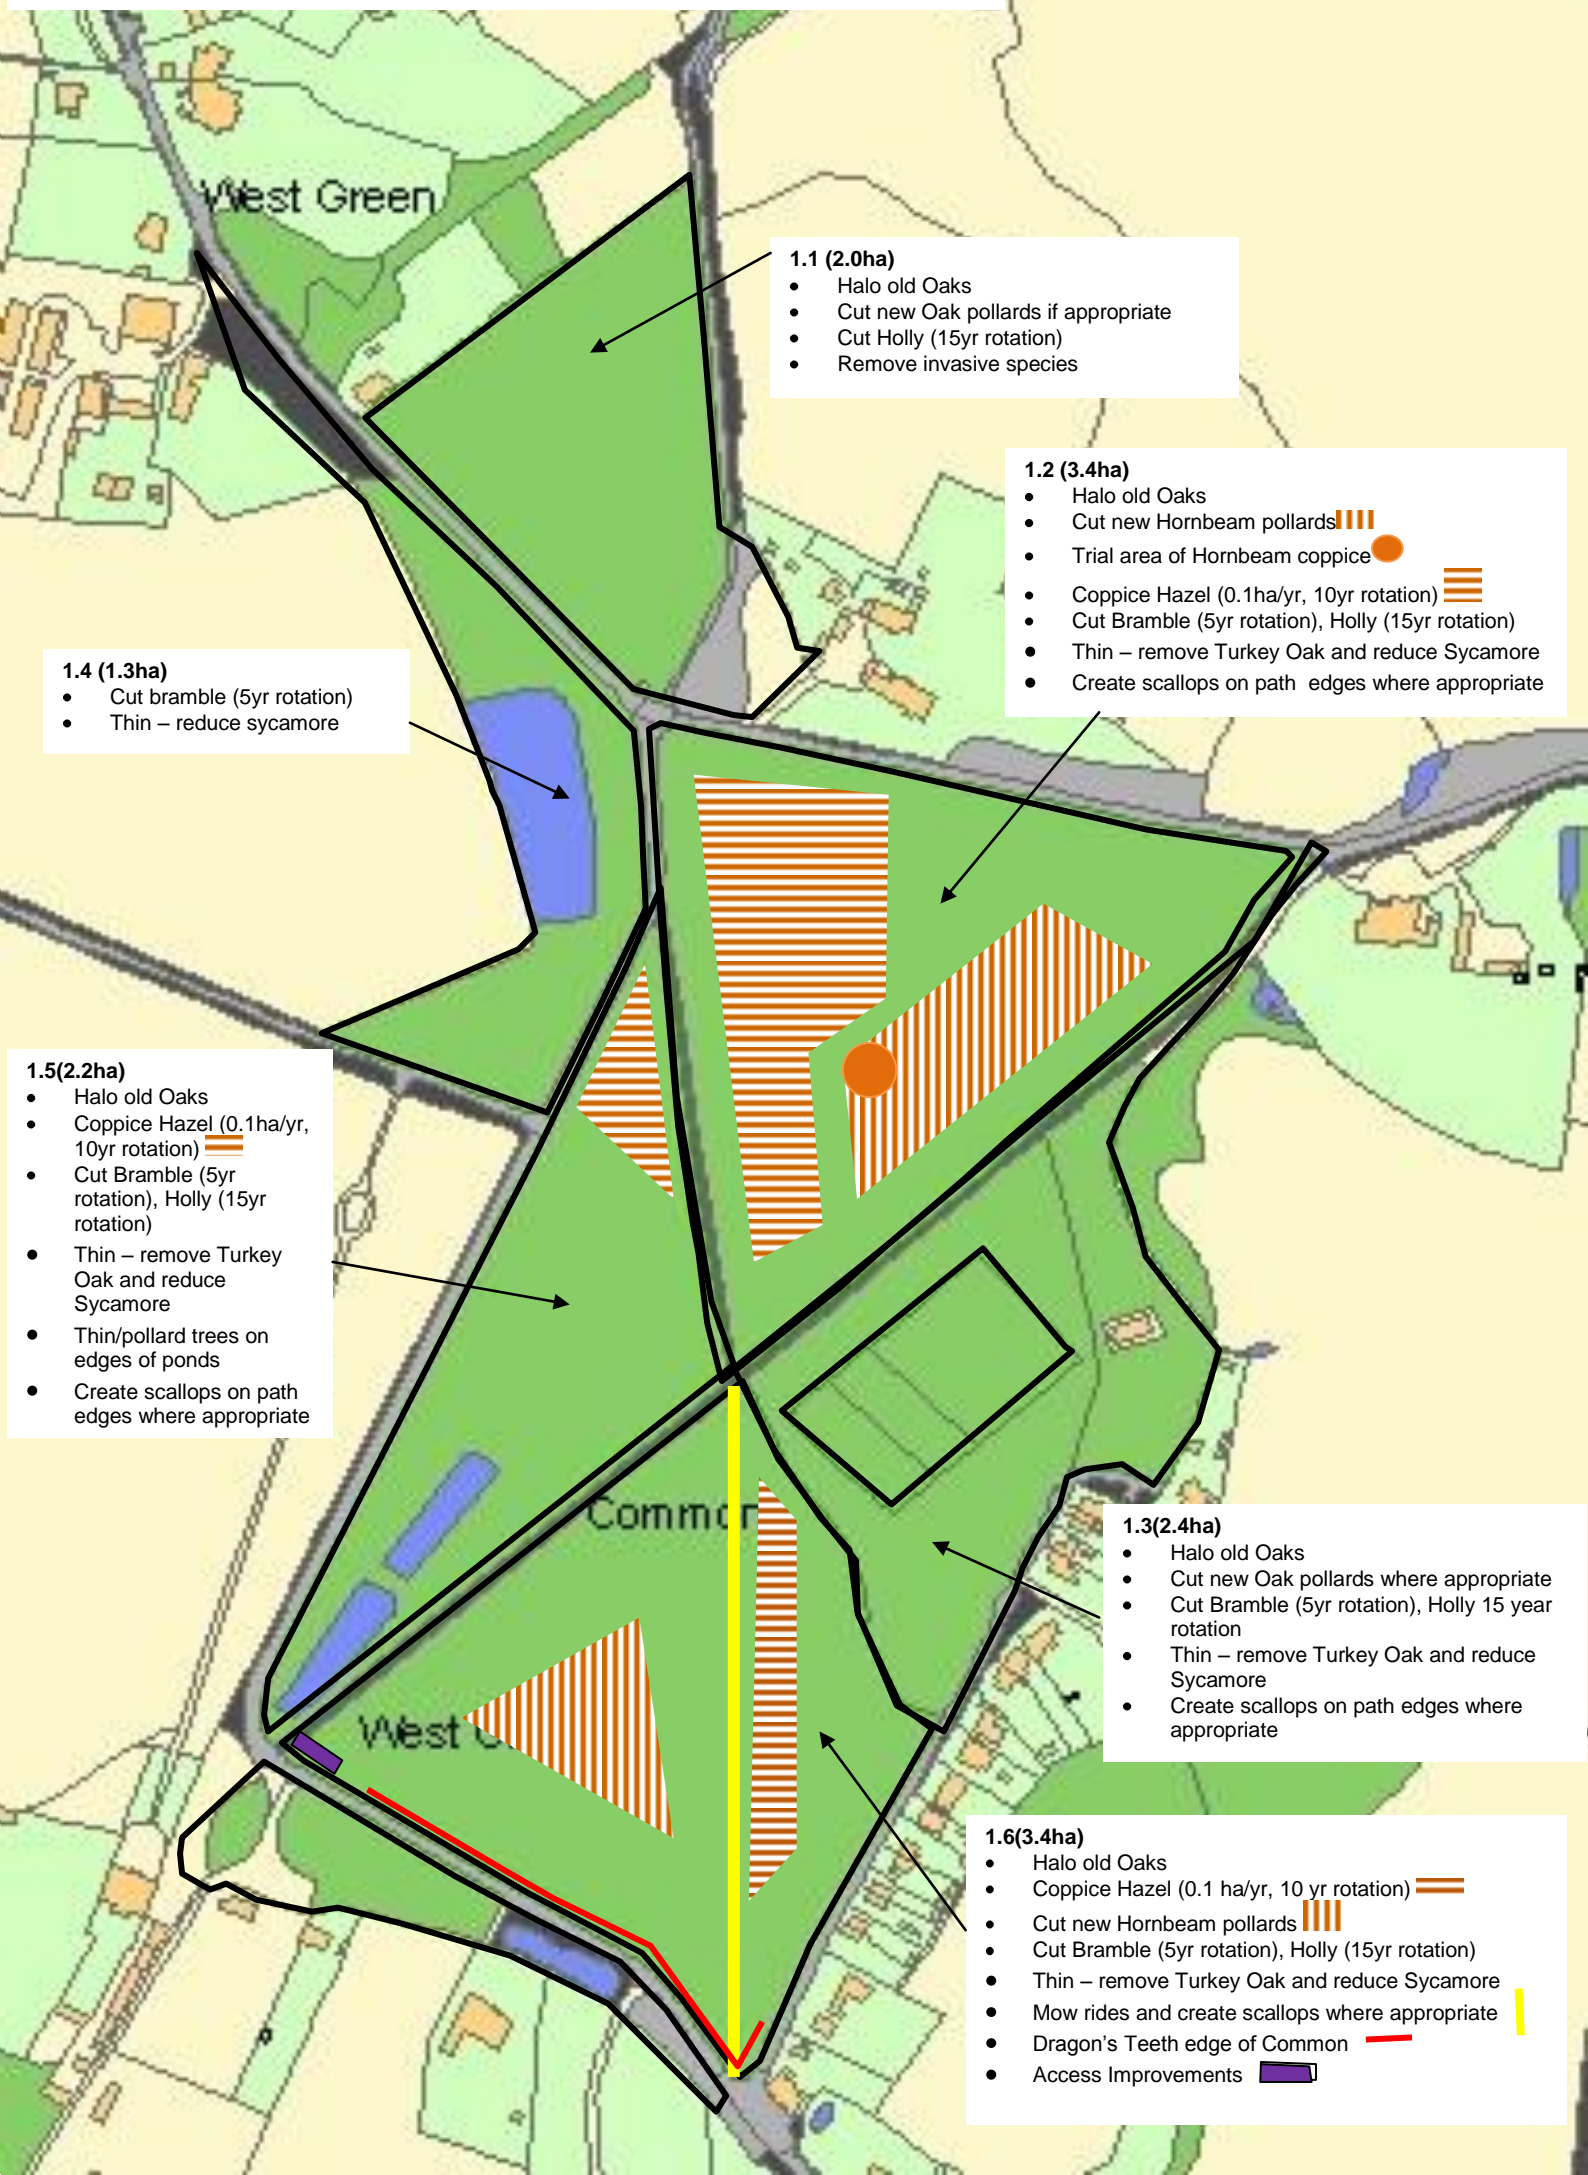 West Green
1.1 (2.0ha)
• Halo old Oaks
• Cut new Oak pollards if appropriate
• Cut Holly (15yr rotation)
• Remove invasive species
1.2 (3.4ha)
• Halo old Oaks
• Cut new Hornbeam pollards
• Trial area of Hornbeam coppice
• Coppice Hazel (0.1ha/yr, 10yr rotation)
• Cut Bramble (5yr rotation), Holly (15yr rotation)
• Thin – remove Turkey Oak and reduce Sycamore
• Create scallops on path edges where appropriate
1.4 (1.3ha)
• Cut bramble (5yr rotation)
• Thin – reduce sycamore
1.5(2.2ha)
• Halo old Oaks
• Coppice Hazel (0.1ha/yr,
10yr rotation)
• Cut Bramble (5yr
rotation), Holly (15yr
rotation)
• Thin – remove Turkey
Oak and reduce
Sycamore
• Thin/pollard trees on
edges of ponds
• Create scallops on path
edges where appropriate
Common
1.3(2.4ha)
• Halo old Oaks
• Cut new Oak pollards where appropriate
• Cut Bramble (5yr rotation), Holly 15 year
rotation
• Thin – remove Turkey Oak and reduce
Sycamore
• Create scallops on path edges where
appropriate
West
1.6(3.4ha)
• Halo old Oaks
• Coppice Hazel (0.1 ha/yr, 10 yr rotation)
• Cut new Hornbeam pollards
• Cut Bramble (5yr rotation), Holly (15yr rotation)
• Thin – remove Turkey Oak and reduce Sycamore
• Mow rides and create scallops where appropriate
• Dragon's Teeth edge of Common
• Access Improvements